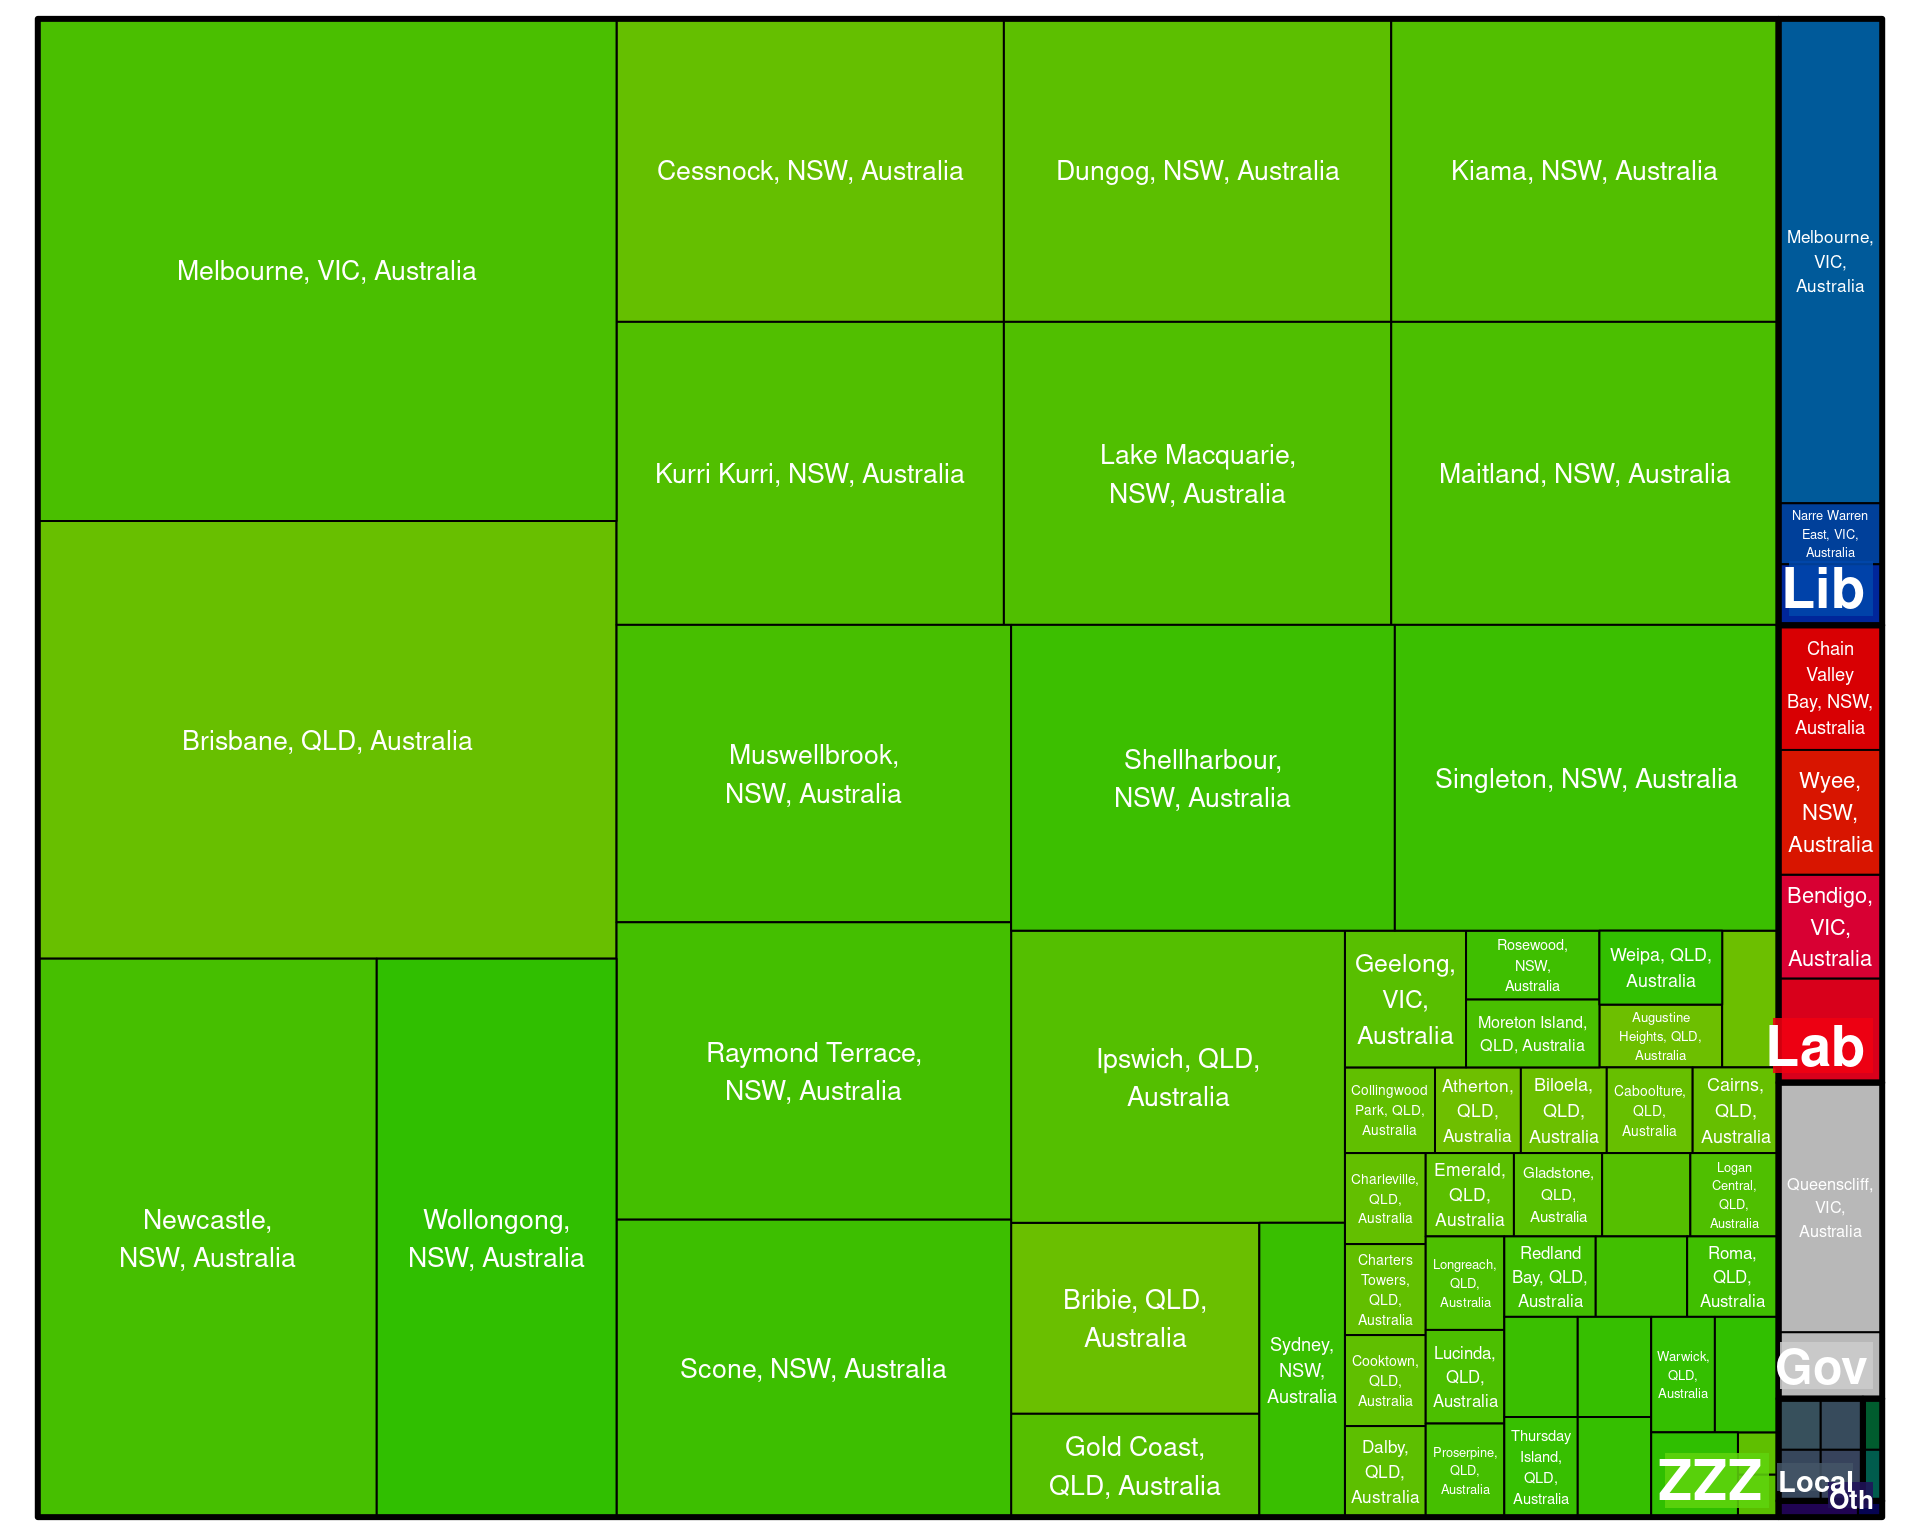 Melbourne, VIC, Australia
Cessnock, NSW, Australia
Dungog, NSW, Australia
Kiama, NSW, Australia
Kurri Kurri, NSW, Australia
Lake Macquarie,
NSW, Australia
Maitland, NSW, Australia
Brisbane, QLD, Australia
Muswellbrook,
NSW, Australia
Shellharbour,
NSW, Australia
Singleton, NSW, Australia
Newcastle,
NSW, Australia
Wollongong,
NSW, Australia
Raymond Terrace,
NSW, Australia
Scone, NSW, Australia
Ipswich, QLD,
Australia
Bribie, QLD,
Australia
Gold Coast,
QLD, Australia
Sydney,
NSW,
Australia
Geelong,
VIC,
Australia
Rosewood,
NSW,
Australia
Moreton Island,
QLD, Australia
Weipa, QLD,
Australia
Augustine
Heights, QLD,
Australia
Collingwood
Park, QLD,
Australia
Atherton,
QLD,
Australia
Biloela,
QLD,
Australia
Caboolture,
QLD,
Australia
Cairns,
QLD,
Australia
Charleville,
QLD,
Australia
Emerald,
QLD,
Australia
Gladstone,
QLD,
Australia
Logan
Central,
QLD,
Australia
Charters
Towers,
QLD,
Australia
Longreach,
QLD,
Australia
Redland
Bay, QLD,
Australia
Roma,
QLD,
Australia
Cooktown,
QLD,
Australia
Lucinda,
QLD,
Australia
Warwick,
QLD,
Australia
Dalby,
QLD,
Australia
Proserpine,
QLD,
Australia
Thursday
Island,
QLD,
Australia
ZZZ
Melbourne,
VIC,
Australia
Narre Warren
East, VIC,
Australia
Lib
Chain
Valley
Bay, NSW,
Australia
Wyee,
NSW,
Australia
Bendigo,
VIC,
Australia
Lab
Queenscliff,
VIC,
Australia
Gov
Local
Oth